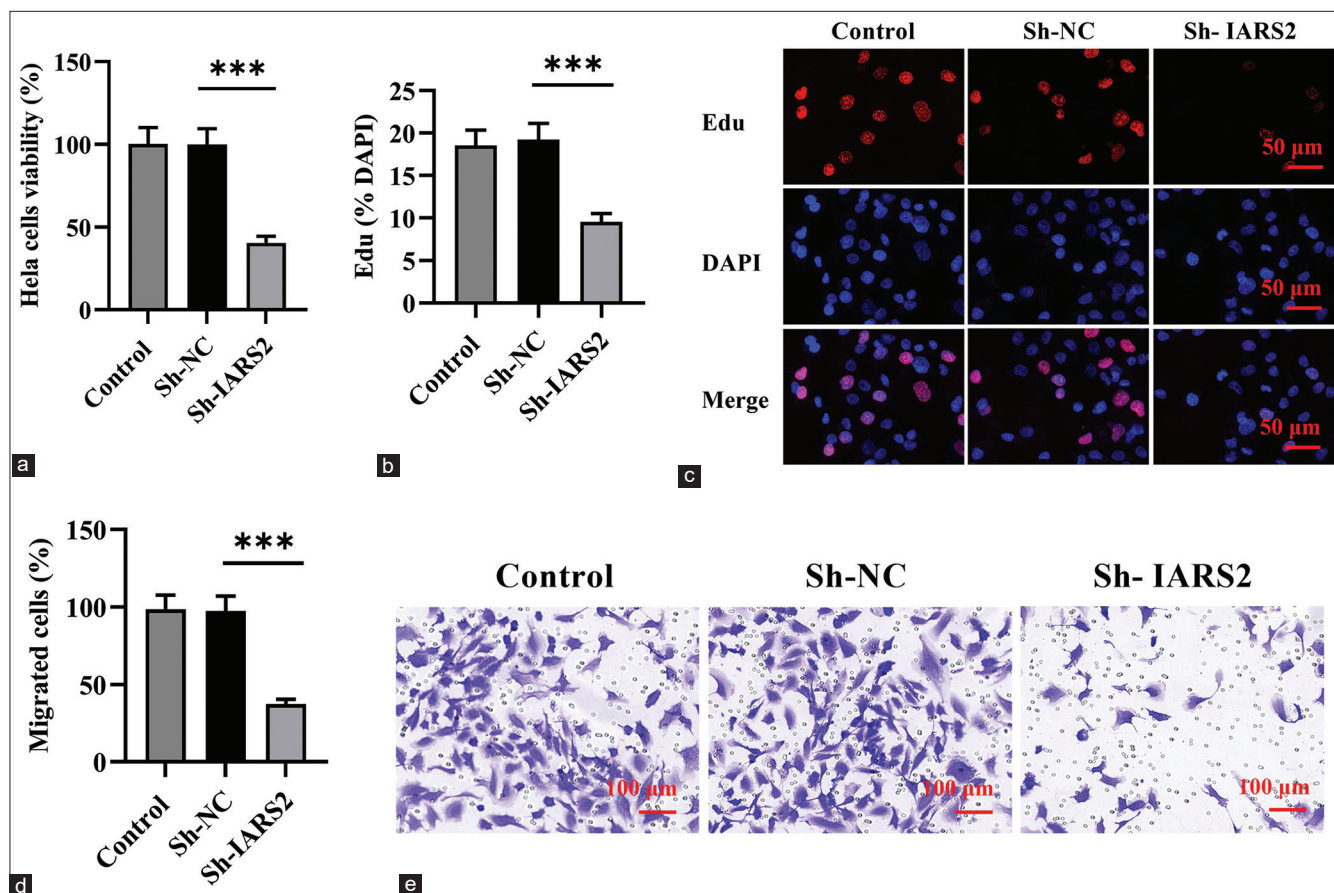 Hela cells viability (%)
150
100
50
0
***
Control
Sh-NC
Sh-IARS2
a
Edu (% DAPI)
25
20
15
10
5
0
***
Control
Sh-NC
Sh-IARS2
b
Control
Sh-NC
Sh- IARS2
Edu
50 μm
DAPI
50 μm
Merge
50 μm
c
Migrated cells (%)
150
100
50
0
***
Control
Sh-NC
Sh-IARS2
d
Control
Sh-NC
Sh- IARS2
100 μm
100 μm
100 μm
e